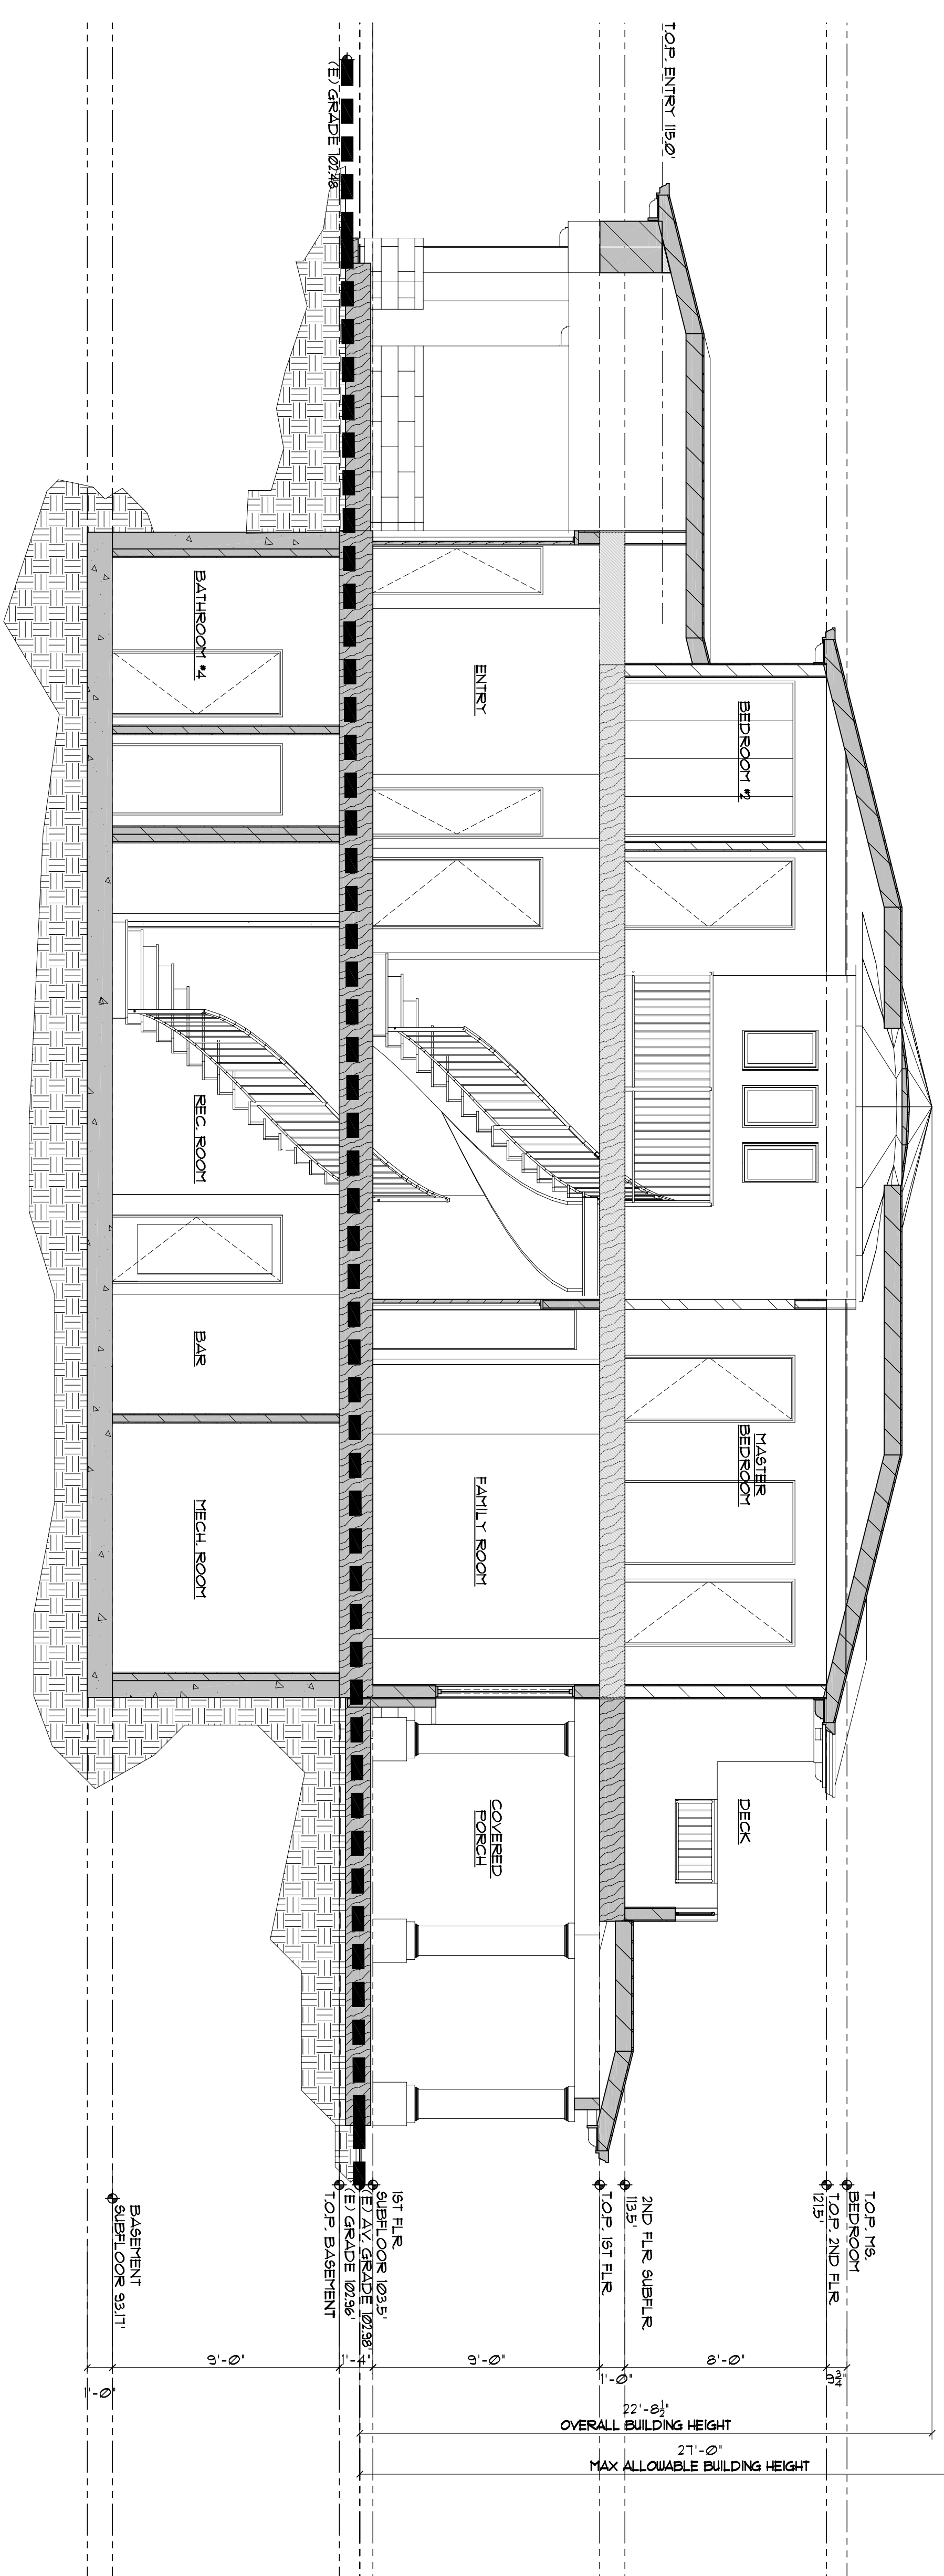 T.O.P. ENTRY 115.0'
(E) GRADE 102.48
BEDROOM #2
ENTRY
BATHROOM #4
REC. ROOM
BAR
MASTER
BEDROOM
FAMILY ROOM
MECH. ROOM
DECK
COVERED
PORCH
T.O.P. MS.
BEDROOM
T.O.P. 2ND FLR.
121.5'
2ND FLR. SUBFLR.
113.5'
T.O.P. 1ST FLR.
1ST FLR.
SUBFLOOR 103.5'
(E) AV. GRADE 102.98'
(E) GRADE 102.96'
T.O.P. BASEMENT
BASEMENT
SUBFLOOR 93.17'
9 3/4"
8'-0"
1'-0"
9'-0"
1'-4"
9'-0"
1'-0"
22'-8 1/2"
OVERALL BUILDING HEIGHT
27'-0"
MAX ALLOWABLE BUILDING HEIGHT